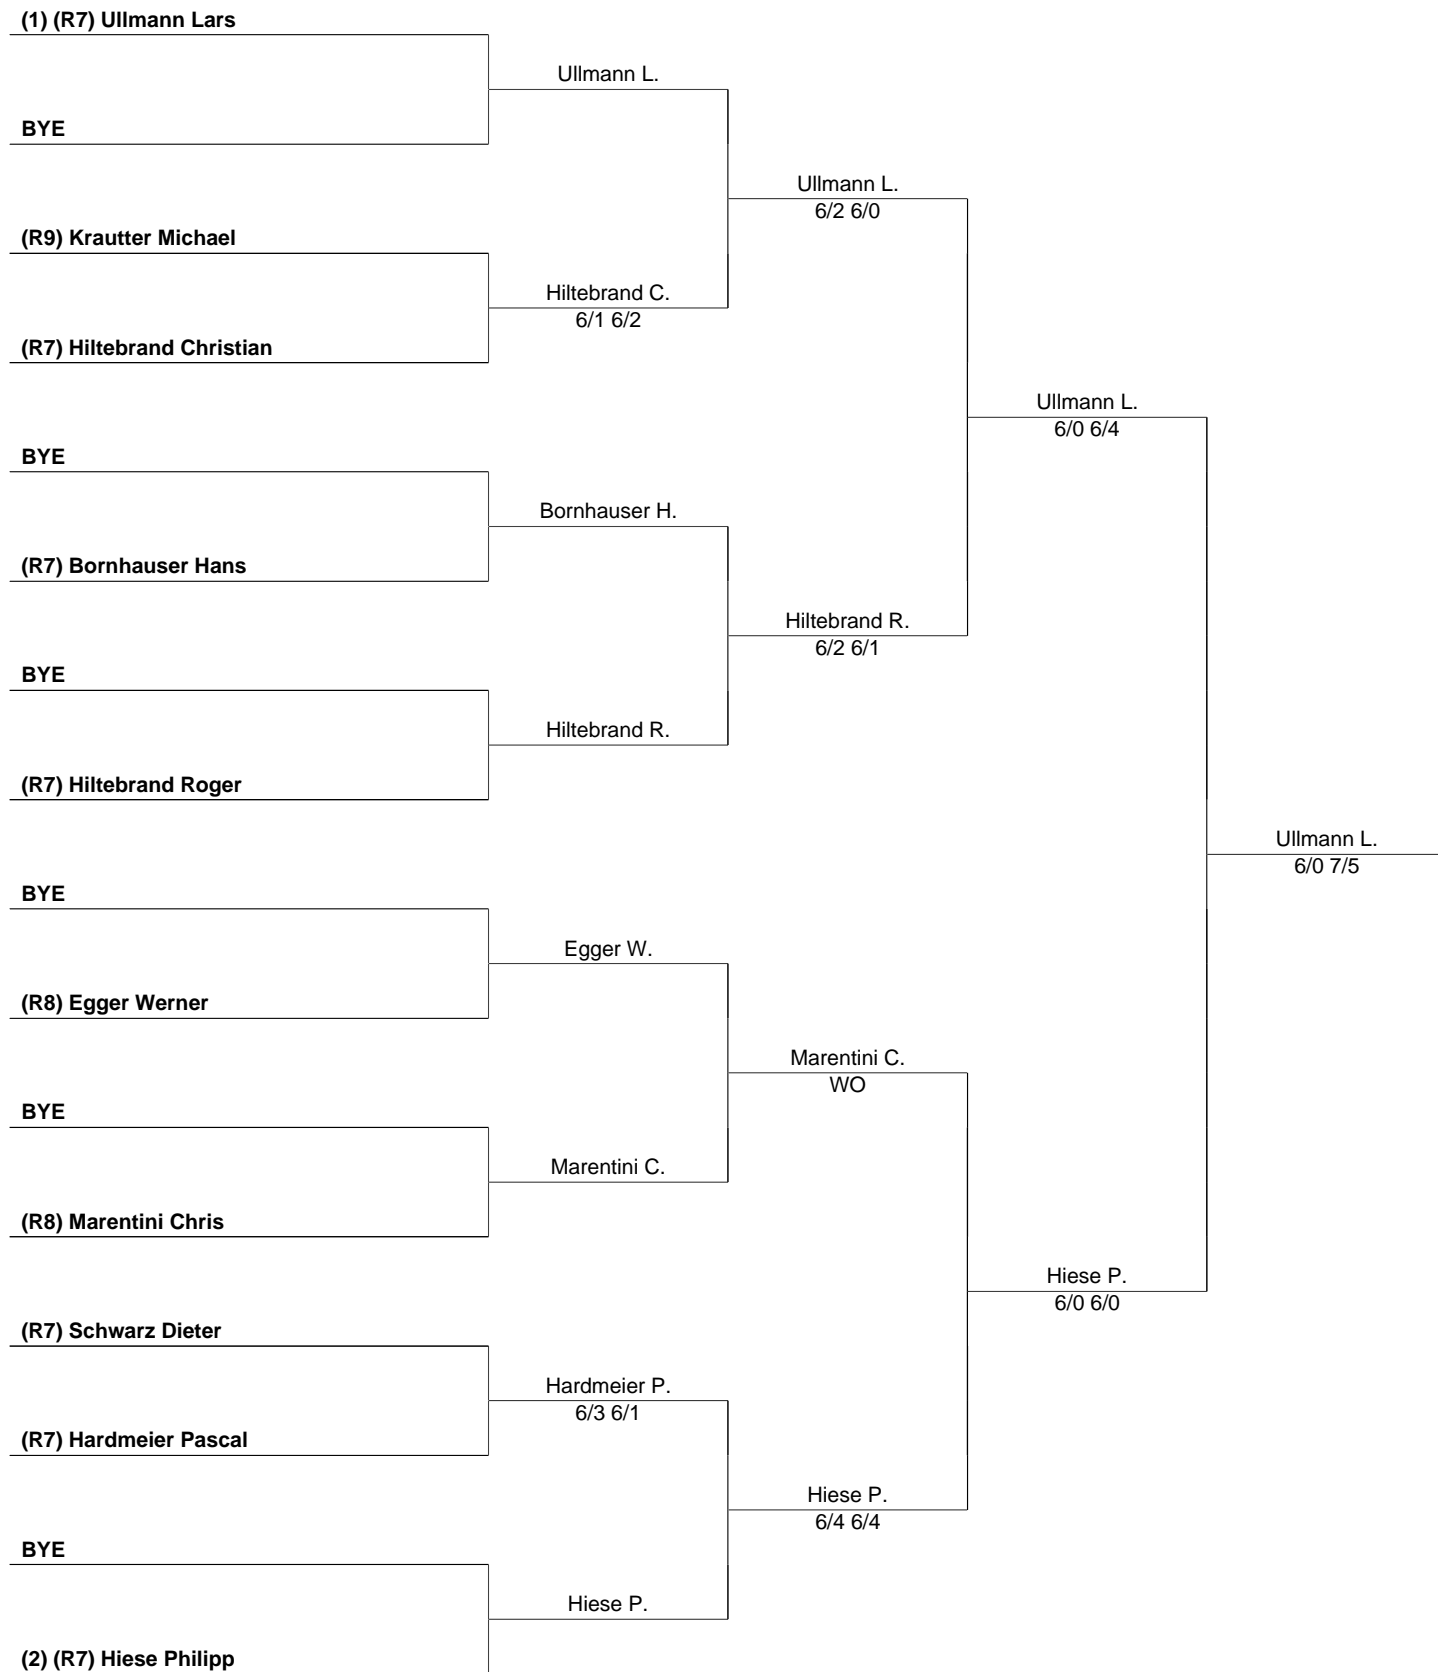 (1) (R7) Ullmann Lars
Ullmann L.
BYE
Ullmann L.
6/2 6/0
(R9) Krautter Michael
Hiltebrand C.
6/1 6/2
(R7) Hiltebrand Christian
Ullmann L.
6/0 6/4
BYE
Bornhauser H.
(R7) Bornhauser Hans
Hiltebrand R.
6/2 6/1
BYE
Hiltebrand R.
(R7) Hiltebrand Roger
Ullmann L.
6/0 7/5
BYE
Egger W.
(R8) Egger Werner
Marentini C.
WO
BYE
Marentini C.
(R8) Marentini Chris
Hiese P.
6/0 6/0
(R7) Schwarz Dieter
Hardmeier P.
6/3 6/1
(R7) Hardmeier Pascal
Hiese P.
6/4 6/4
BYE
Hiese P.
(2) (R7) Hiese Philipp